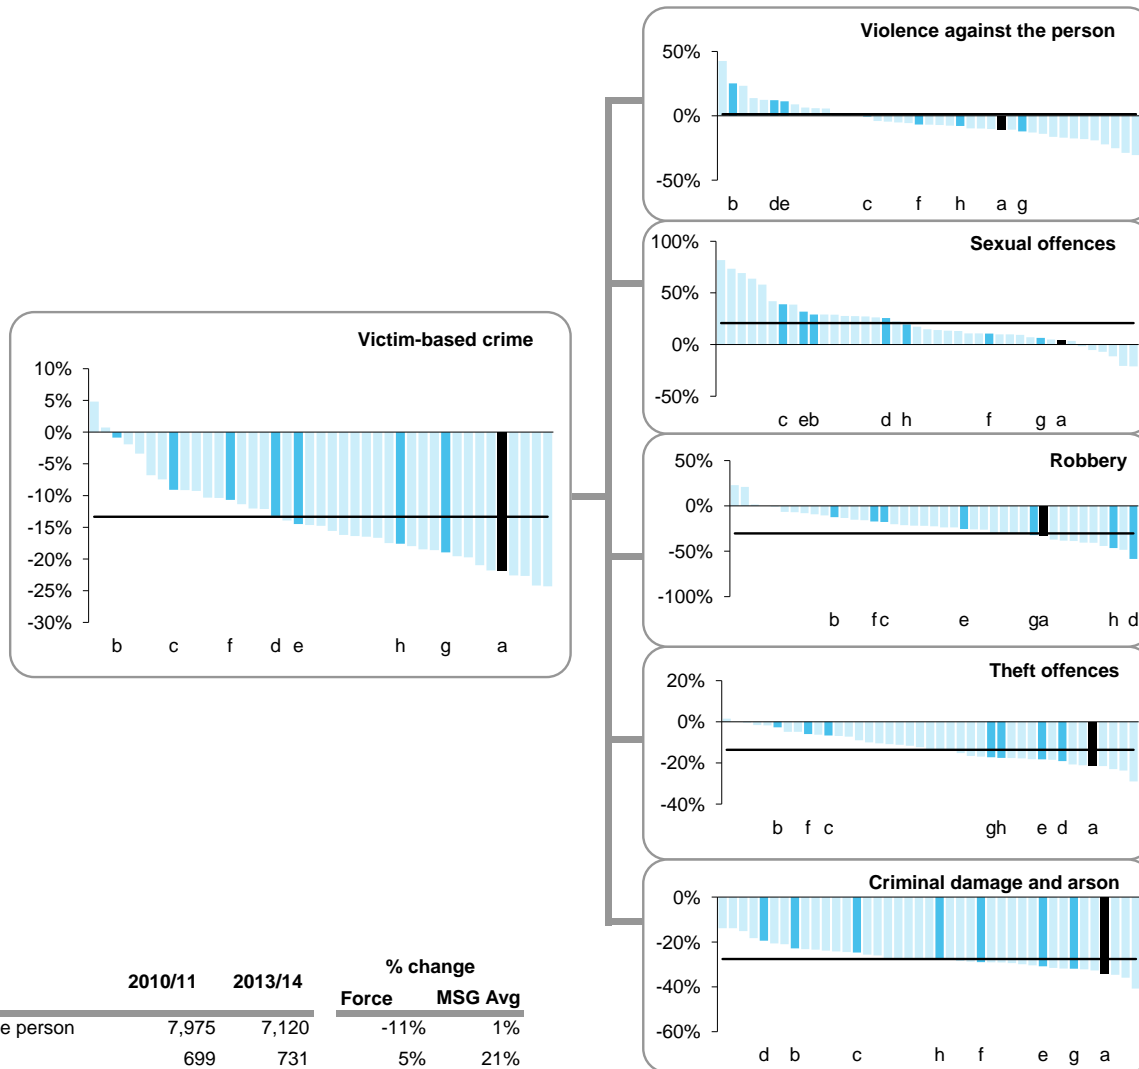 Violence against the person
50%
0%
-50%
b de c f h a g
Sexual offences
100%
50%
0%
-50%
c eb d h f g a
Victim-based crime
10%
5%
0%
-5%
-10%
-15%
-20%
-25%
-30%
b c f d e h g a
Robbery
50%
0%
-50%
-100%
b fc e ga h d
Theft offences
20%
0%
-20%
-40%
b f c gh e d a
Criminal damage and arson
0%
-20%
-40%
-60%
d b c h f e g a
2010/11 2013/14 % change
Force MSG Avg
e person 7,975 7,120 -11% 1%
699 731 5% 21%